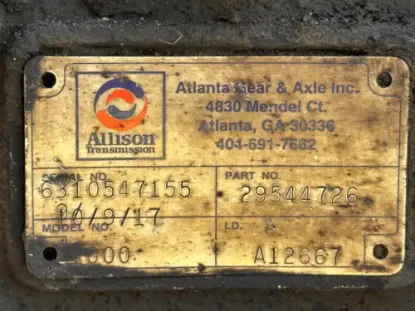 Atlanta Gear & Axle Inc.
4830 Mendel Ct.
Atlanta, GA 30336
404-691-7662
Allison
Transmission
SERIAL NO.
6310547155
10/9/17
PART NO.
29544726
MODEL NO.
I.D.
A12667